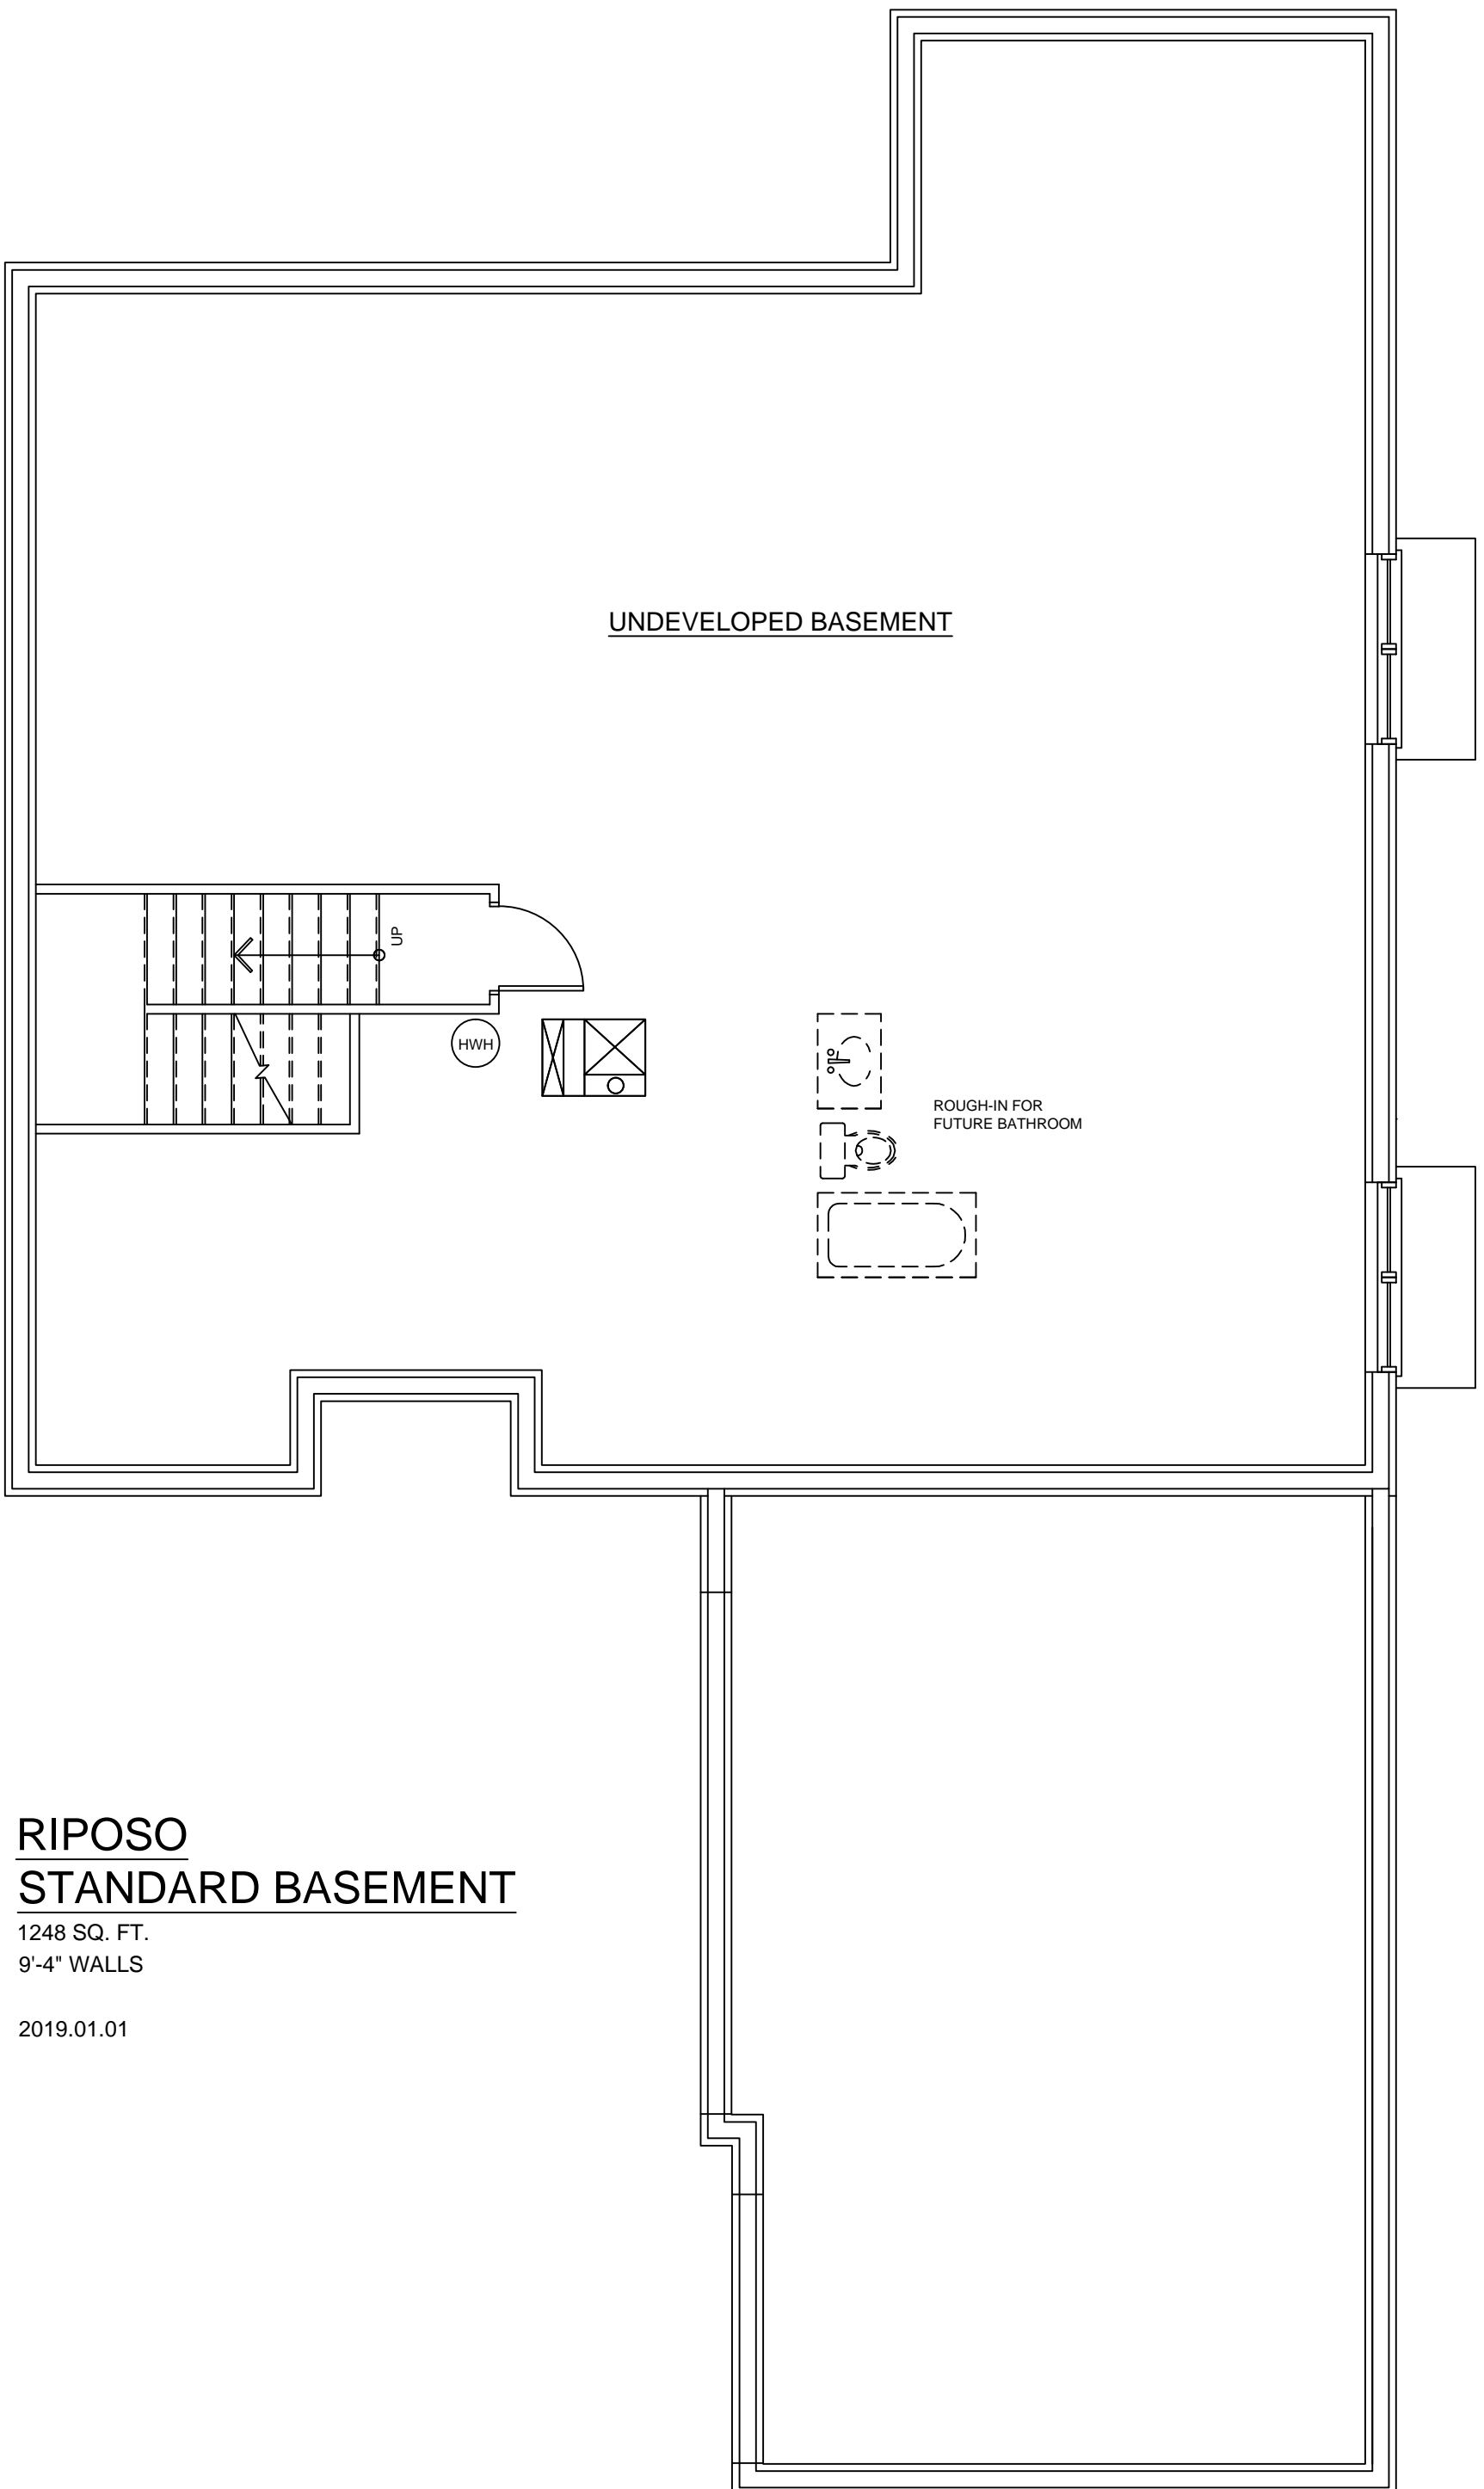 UNDEVELOPED BASEMENT
UP
HWH
ROUGH-IN FOR
FUTURE BATHROOM
RIPOSO
STANDARD BASEMENT
1248 SQ. FT.
9'-4" WALLS
2019.01.01